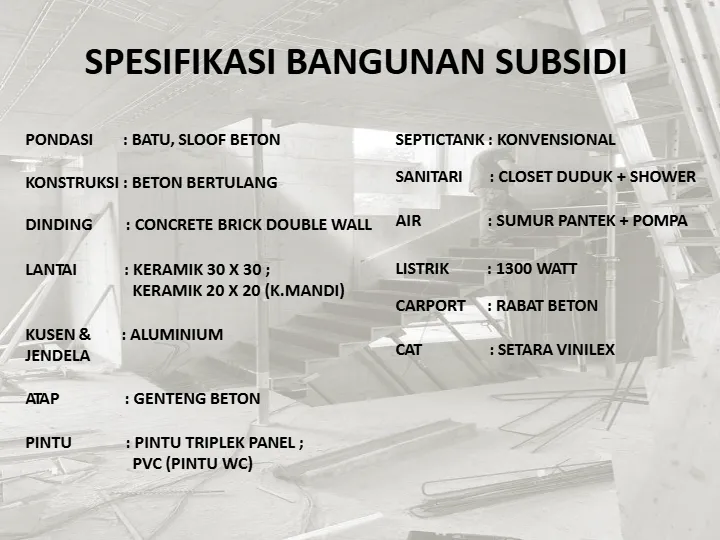 SPESIFIKASI BANGUNAN SUBSIDI
PONDASI : BATU, SLOOF BETON
KONSTRUKSI : BETON BERTULANG
DINDING : CONCRETE BRICK DOUBLE WALL
LANTAI : KERAMIK 30 X 30 ;
KERAMIK 20 X 20 (K.MANDI)
KUSEN & : ALUMINIUM
JENDELA
ATAP : GENTENG BETON
PINTU : PINTU TRIPLEK PANEL ;
PVC (PINTU WC)
SEPTICTANK : KONVENSIONAL
SANITARI : CLOSET DUDUK + SHOWER
AIR : SUMUR PANTEK + POMPA
LISTRIK : 1300 WATT
CARPORT : RABAT BETON
CAT : SETARA VINILEX